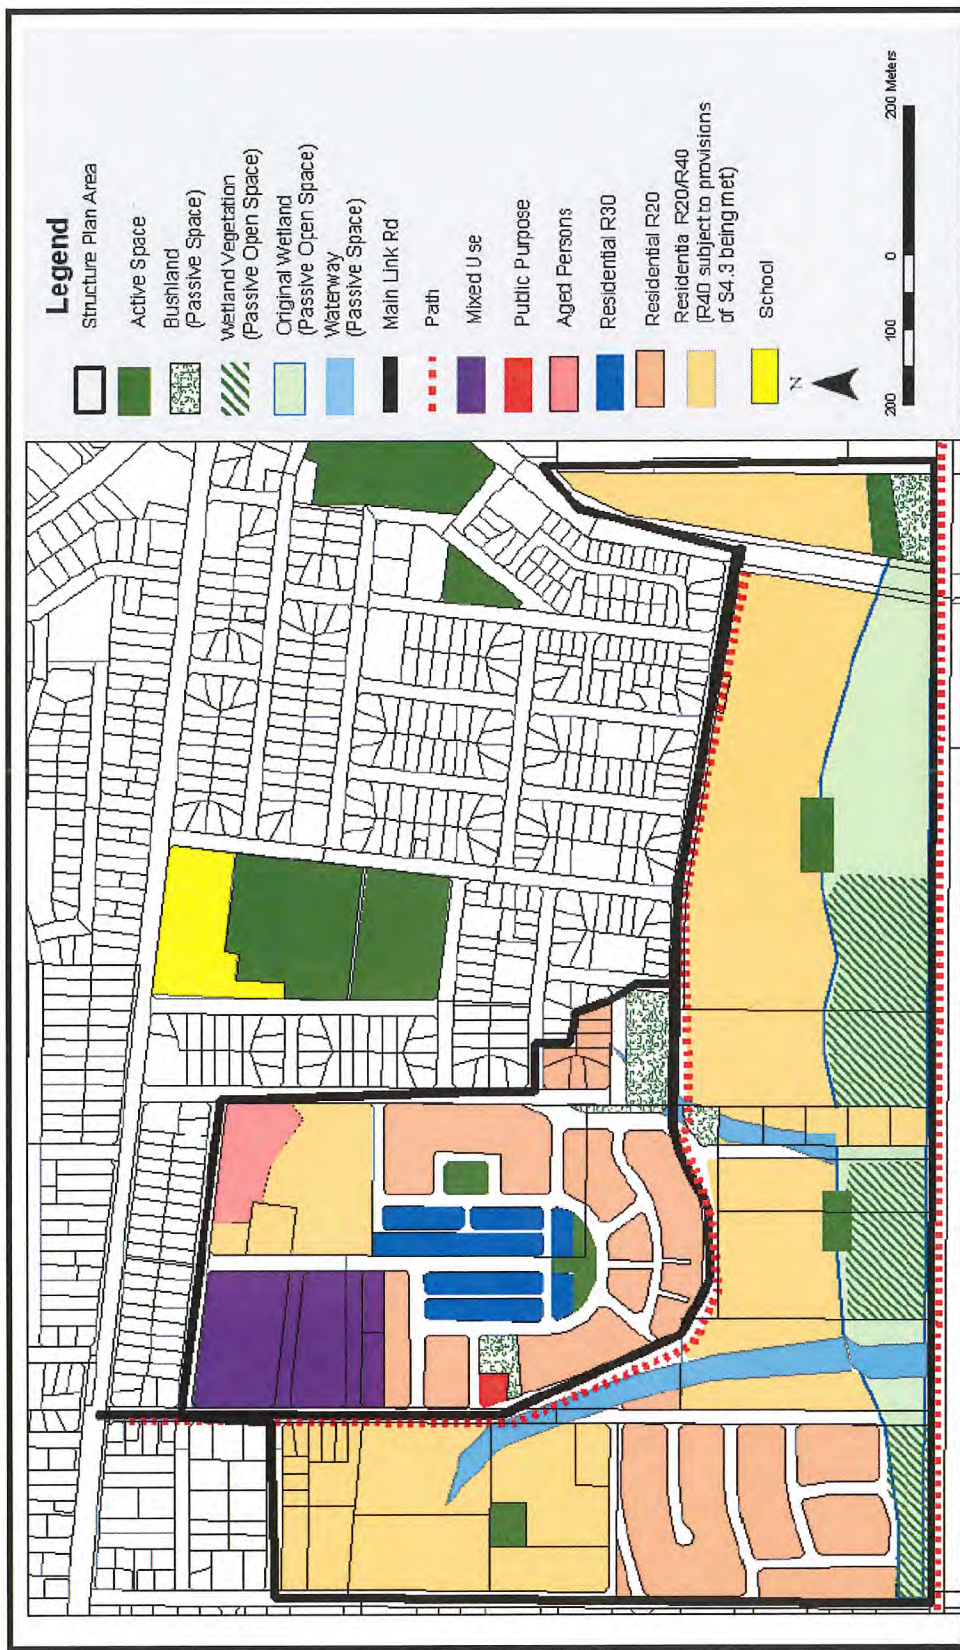 Legend
Structure Plan Area
Active Space
Bushland
(Passive Space)
Wetland Vegetation
(Passive Open Space)
Original Wetland
(Passive Open Space)
Waterway
(Passive Space)
Main Link Rd
Path
Mixed Use
Public Purpose
Aged Persons
Residential R30
Residential R20
Residentia R20/R40
(R40 subject to provisions
of S4.3 being met)
School
N
200 100 0 200 Meters